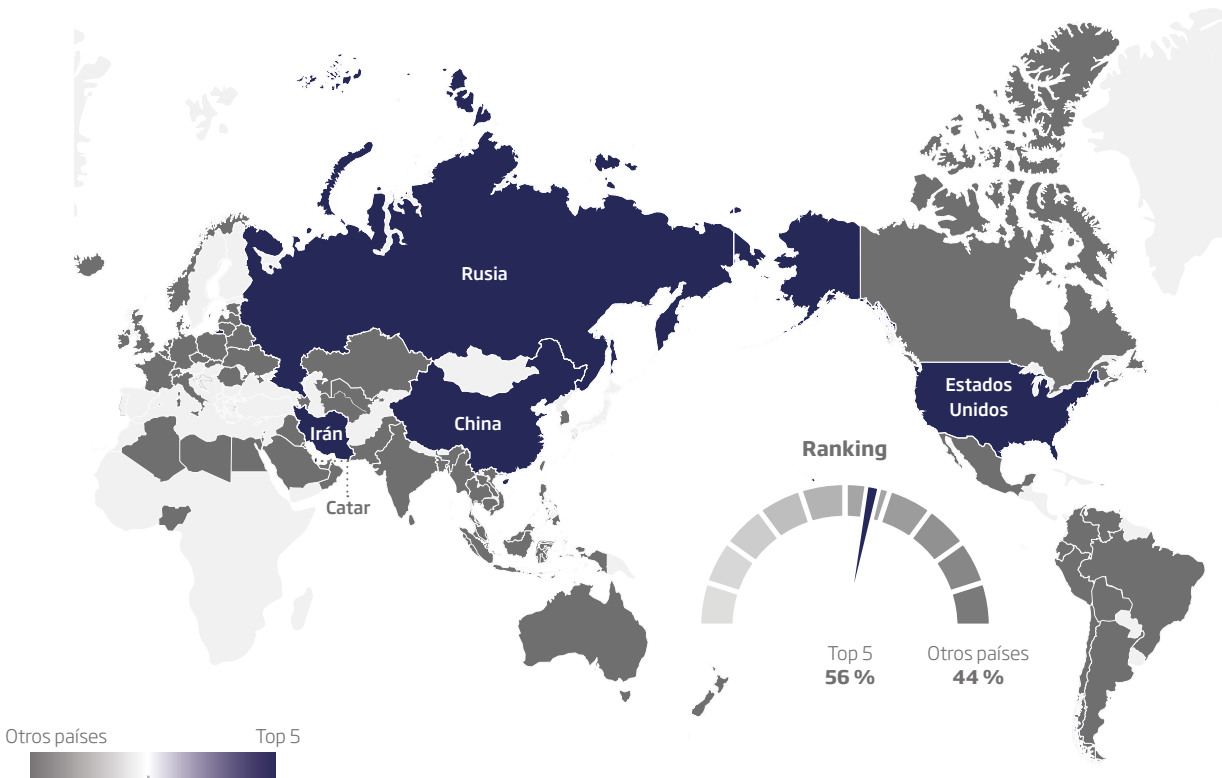 Rusia
Estados
Unidos
China
Irán
Catar
Ranking
Top 5
56 %
Otros países
44 %
Otros países
Top 5